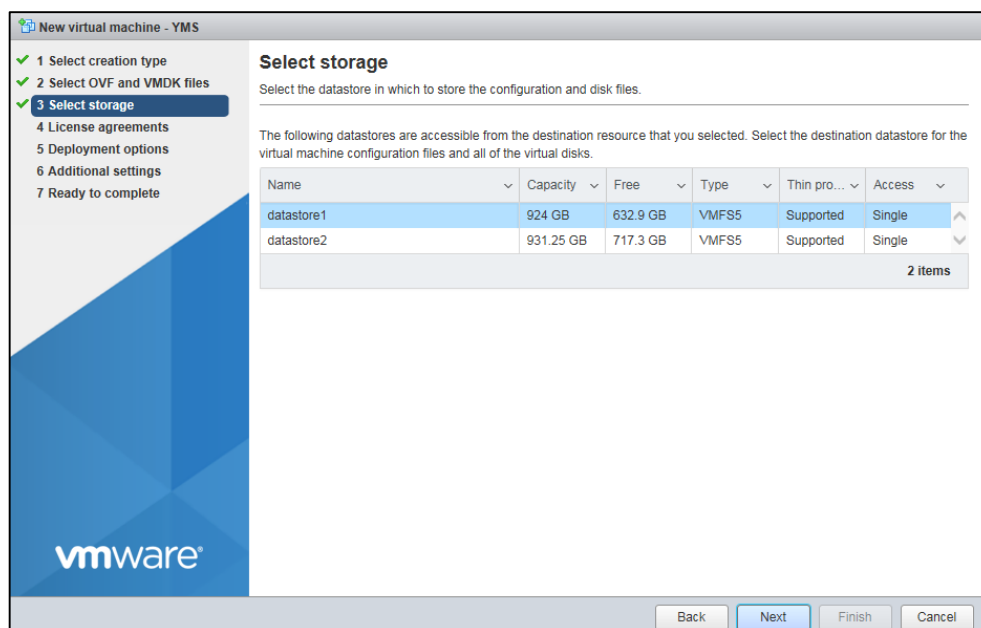 New virtual machine - YMS
1 Select creation type
2 Select OVF and VMDK files
3 Select storage
4 License agreements
5 Deployment options
6 Additional settings
7 Ready to complete
vmware®
Select storage
Select the datastore in which to store the configuration and disk files.
The following datastores are accessible from the destination resource that you selected. Select the destination datastore for the
virtual machine configuration files and all of the virtual disks.
Name Capacity Free Type Thin pro... Access
datastore1 924 GB 632.9 GB VMFS5 Supported Single
datastore2 931.25 GB 717.3 GB VMFS5 Supported Single
2 items
Back Next Finish Cancel